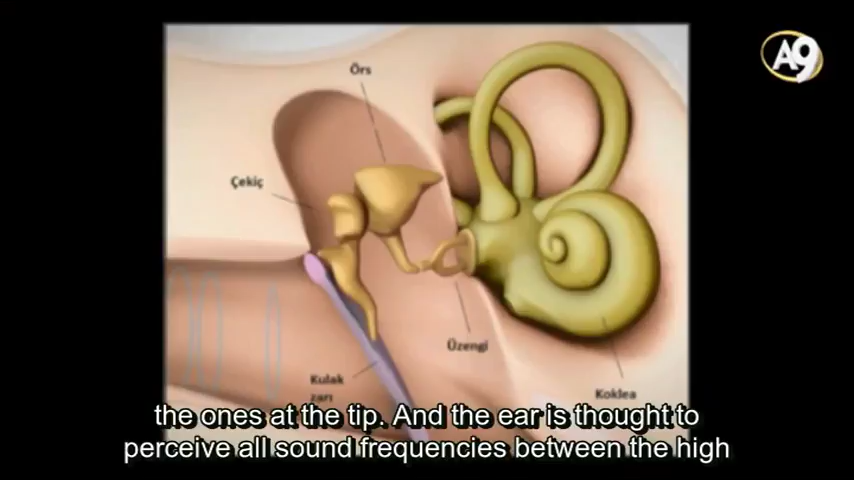 A9
Örs
Çekiç
Üzengi
Kulak
zarı
Koklea
the ones at the tip. And the ear is thought to
perceive all sound frequencies between the high